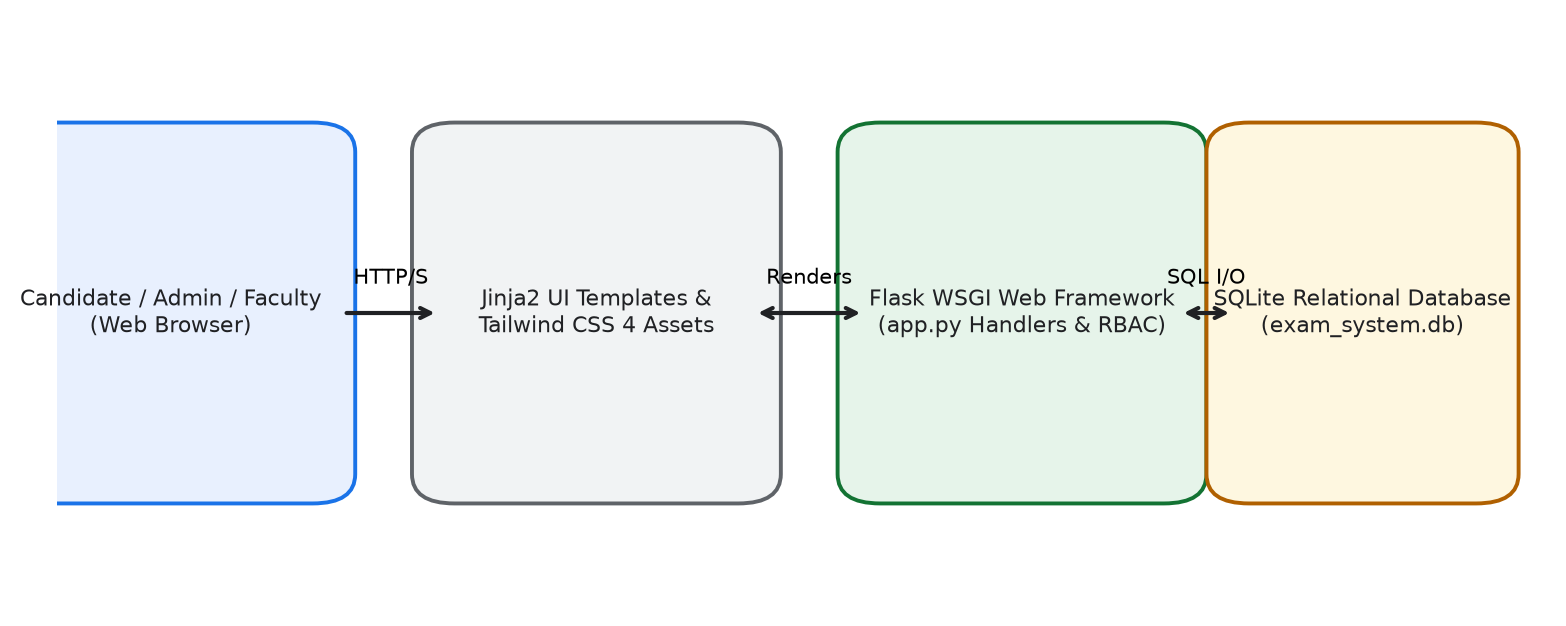 Candidate / Admin / Faculty
(Web Browser)
HTTP/S
Jinja2 UI Templates &
Tailwind CSS 4 Assets
Renders
Flask WSGI Web Framework
(app.py Handlers & RBAC)
SQL I/O
SQLite Relational Database
(exam_system.db)